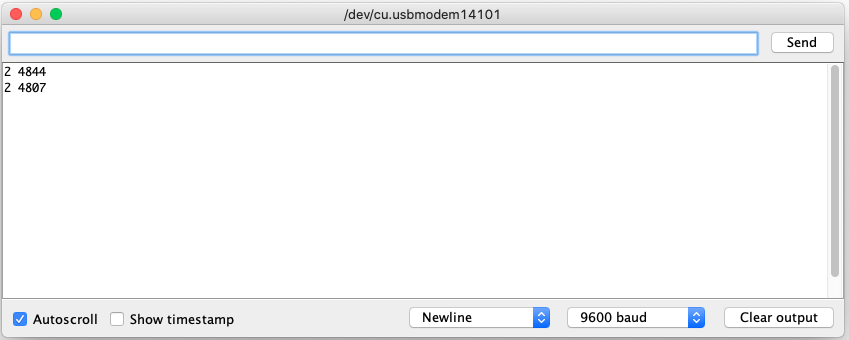 /dev/cu.usbmodem14101
Send
2 4844
2 4807
Autoscroll
Show timestamp
Newline
9600 baud
Clear output